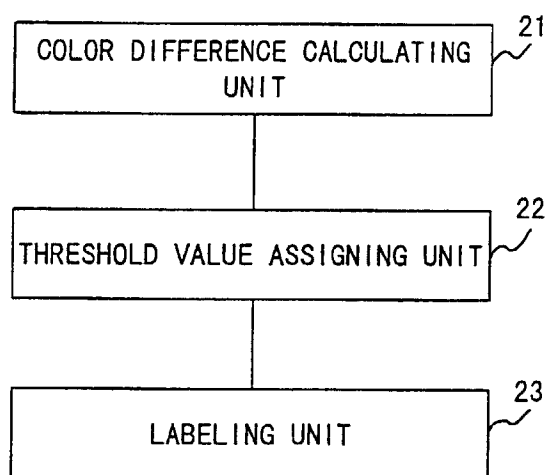 21
COLOR DIFFERENCE CALCULATING
UNIT
22
THRESHOLD VALUE ASSIGNING UNIT
23
LABELING UNIT